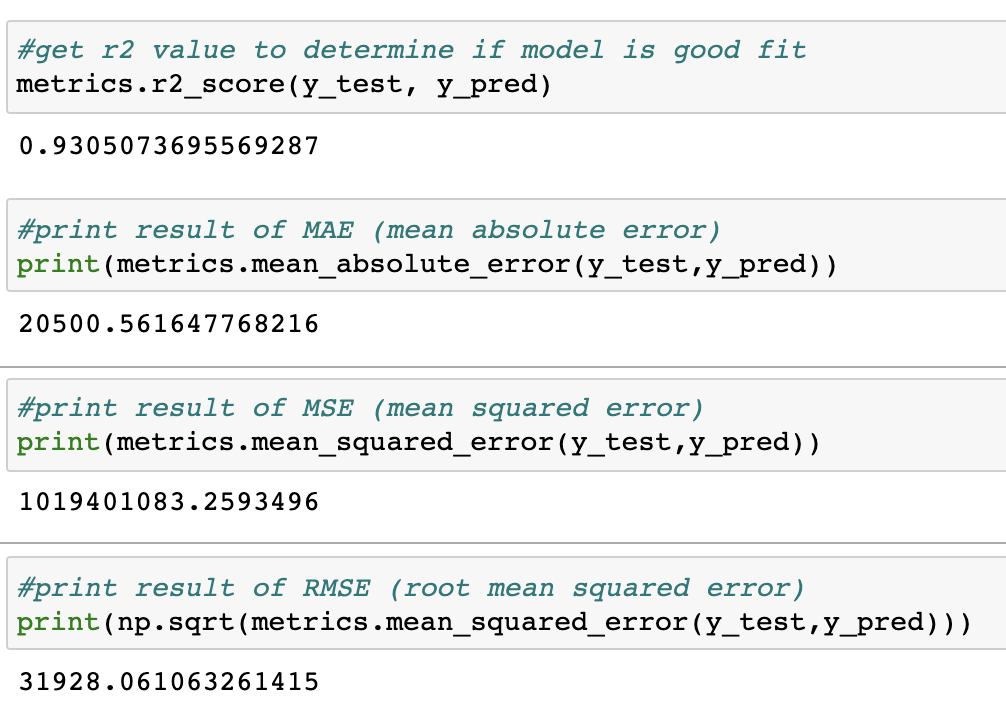 #get r2 value to determine if model is good fit
metrics.r2_score(y_test, y_pred)
0.9305073695569287
#print result of MAE (mean absolute error)
print(metrics.mean_absolute_error(y_test,y_pred))
20500.561647768216
#print result of MSE (mean squared error)
print(metrics.mean_squared_error(y_test,y_pred))
1019401083.2593496
#print result of RMSE (root mean squared error)
print(np.sqrt(metrics.mean_squared_error(y_test,y_pred)))
31928.061063261415